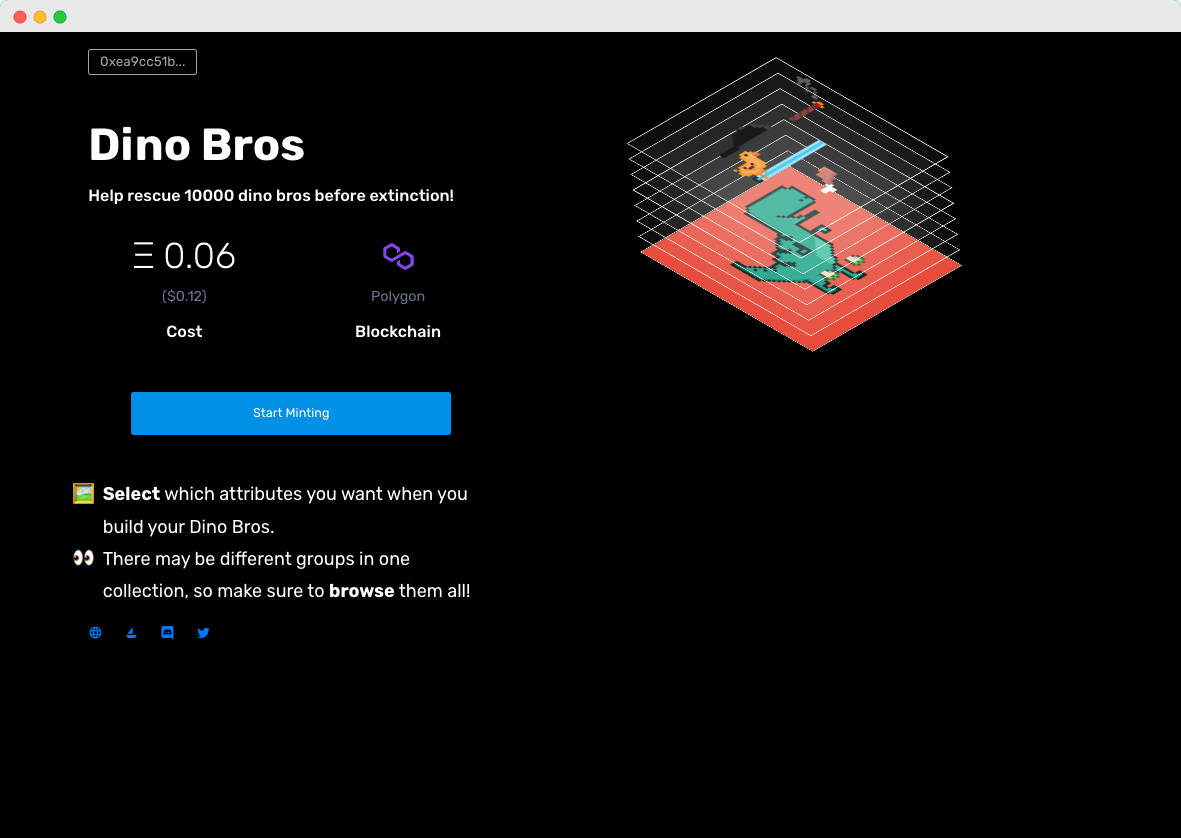 0xea9cc51b...
Dino Bros
Help rescue 10000 dino bros before extinction!
Ξ 0.06
($0.12)
Polygon
Cost
Blockchain
Start Minting
🖼️ Select which attributes you want when you
build your Dino Bros.
👀 There may be different groups in one
collection, so make sure to browse them all!